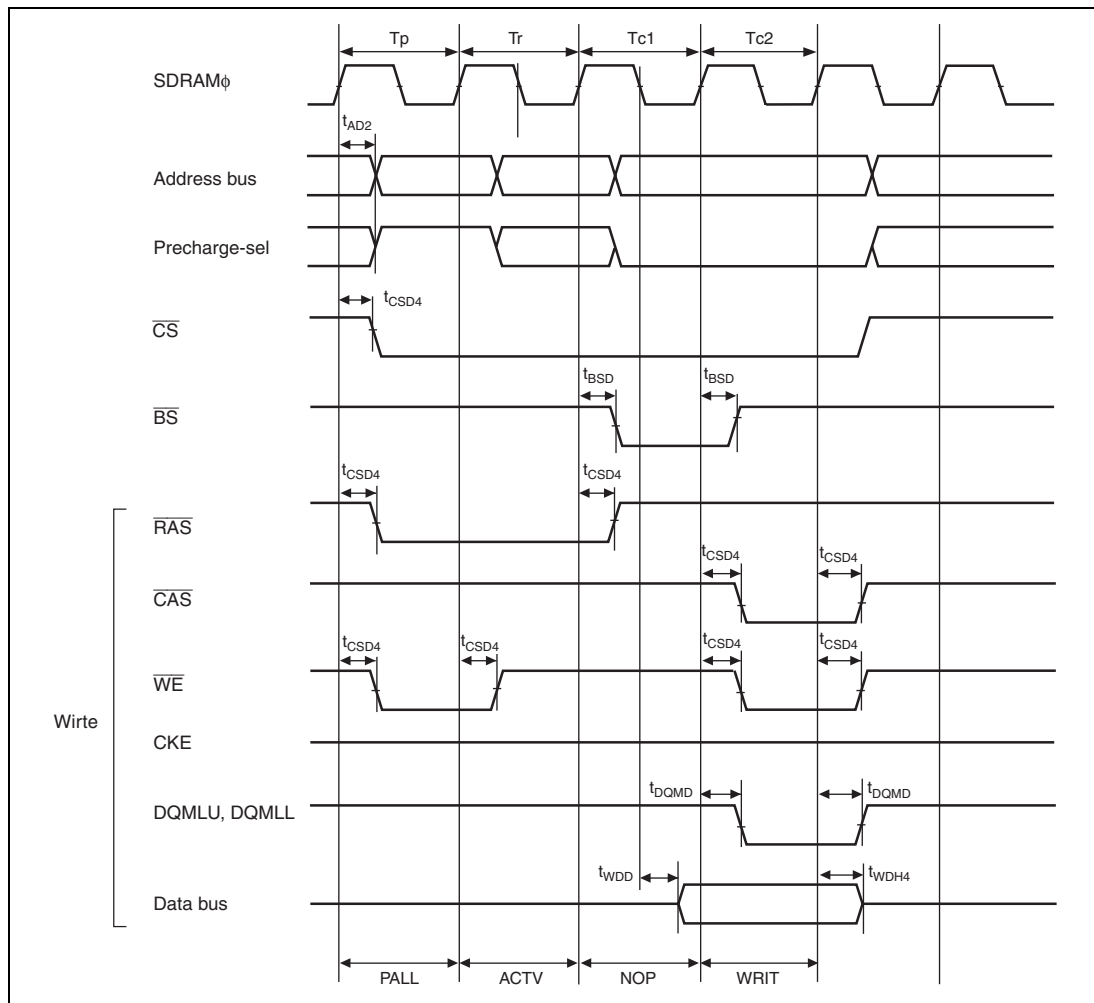 Tp Tr Tc1 Tc2
SDRAMϕ
tAD2
Address bus
Precharge-sel
tCSD4
CS
tBSD tBSD
BS
tCSD4 tCSD4
RAS
tCSD4 tCSD4
CAS
tCSD4 tCSD4 tCSD4 tCSD4
WE
Wirte
CKE
tDQMD tDQMD
DQMLU, DQMLL
tWDD tWDH4
Data bus
PALL ACTV NOP WRIT